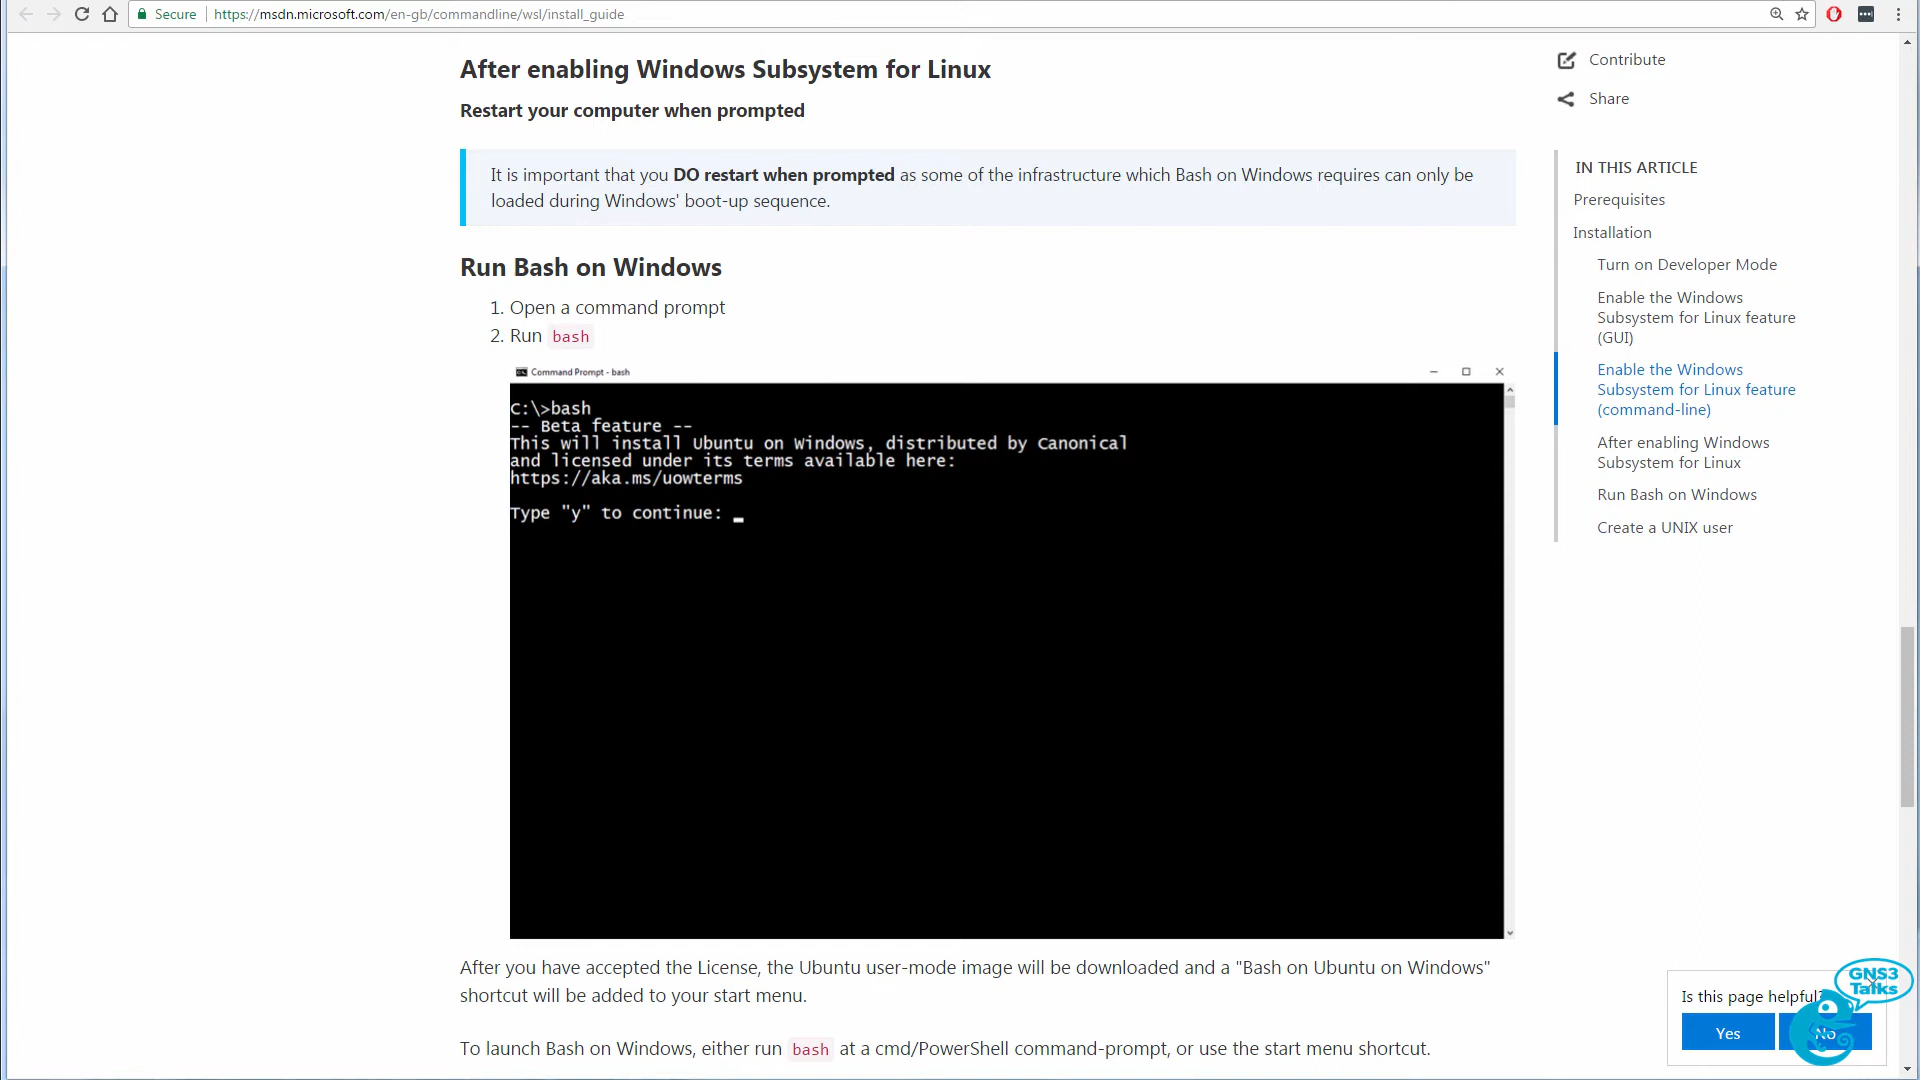 Secure
https://msdn.microsoft.com/en-gb/commandline/wsl/install_guide
After enabling Windows Subsystem for Linux
Restart your computer when prompted
It is important that you DO restart when prompted as some of the infrastructure which Bash on Windows requires can only be
loaded during Windows' boot-up sequence.
Run Bash on Windows
1. Open a command prompt
2. Run bash
Command Prompt - bash
C:\>bash
-- Beta feature --
This will install Ubuntu on Windows, distributed by Canonical
and licensed under its terms available here:
https://aka.ms/uowterms
Type "y" to continue: _
After you have accepted the License, the Ubuntu user-mode image will be downloaded and a "Bash on Ubuntu on Windows"
shortcut will be added to your start menu.
To launch Bash on Windows, either run bash at a cmd/PowerShell command-prompt, or use the start menu shortcut.
Contribute
Share
IN THIS ARTICLE
Prerequisites
Installation
Turn on Developer Mode
Enable the Windows
Subsystem for Linux feature
(GUI)
Enable the Windows
Subsystem for Linux feature
(command-line)
After enabling Windows
Subsystem for Linux
Run Bash on Windows
Create a UNIX user
Is this page helpful?
Yes
No
GNS3
Talks